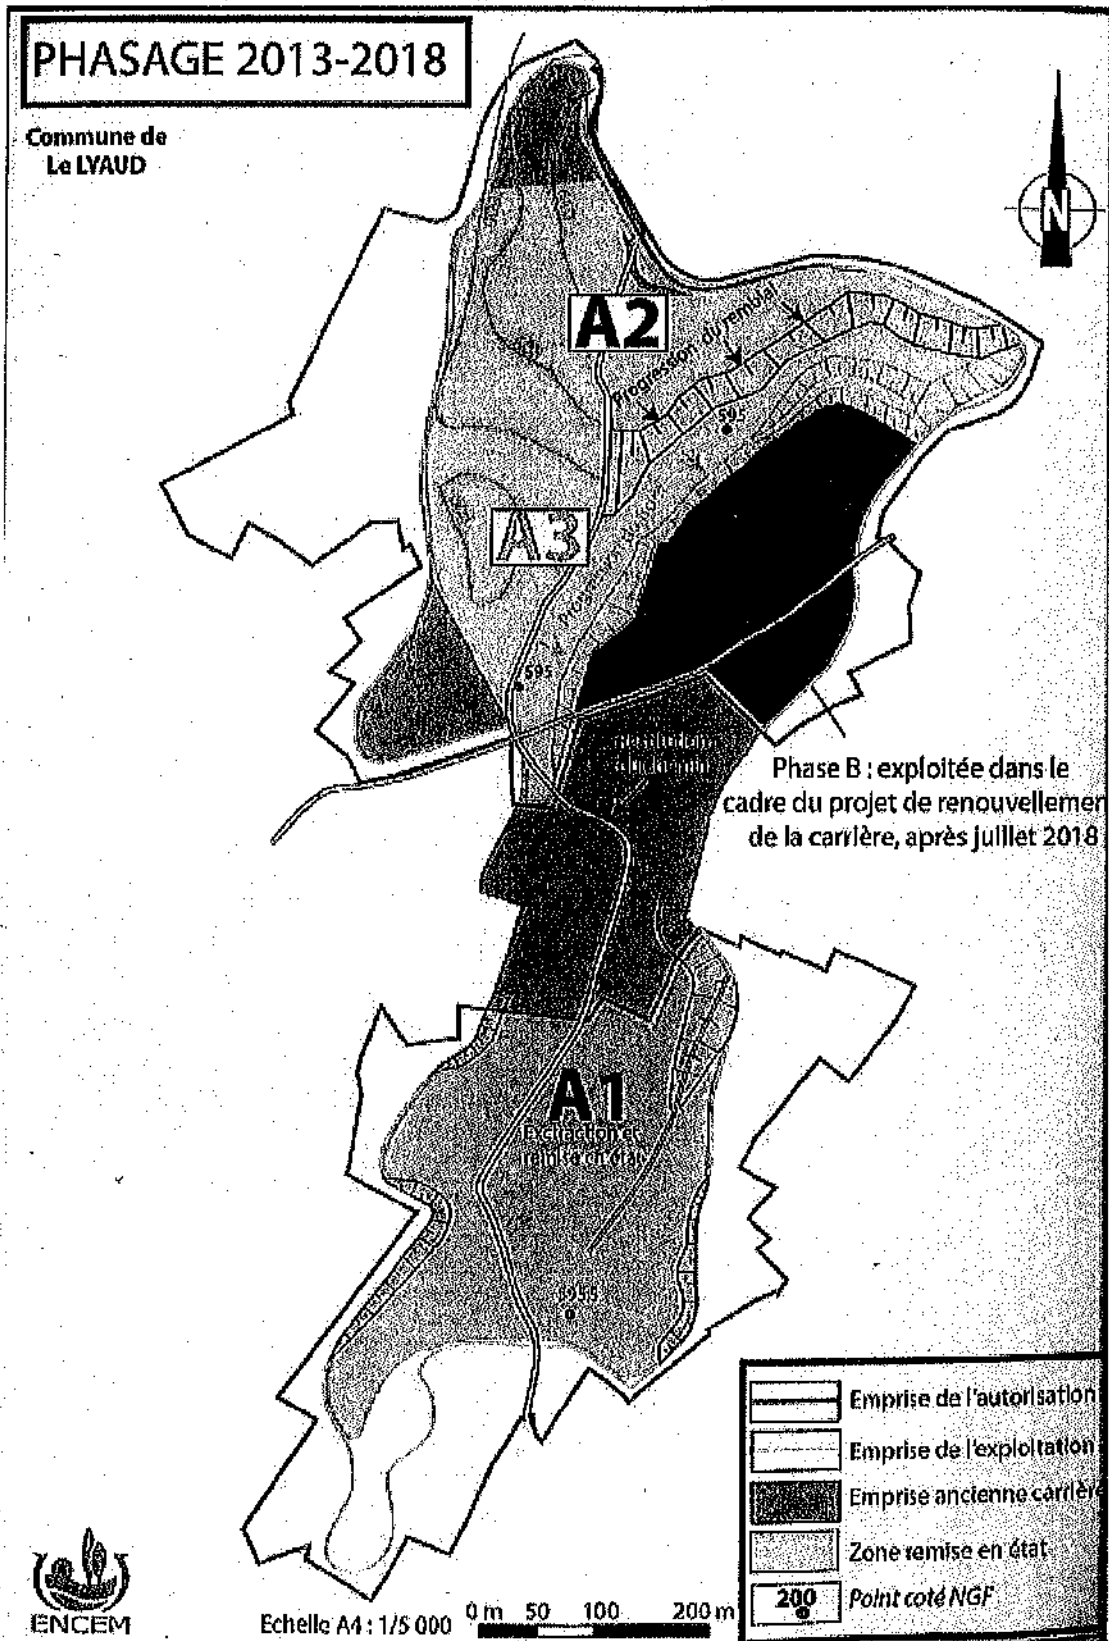 PHASAGE 2013-2018
Commune de
Le LYAUD
N
A2
Progression du remblai
595
A3
595
Phase B : exploitée dans le
cadre du projet de renouvellemen
de la carrière, après juillet 2018
A1
Extraction et
remise en état
595.5
Emprise de l'autorisation
Emprise de l'exploitation
Emprise ancienne carrière
Zone remise en état
200
Point coté NGF
ENCEM
Echelle A4 : 1/5 000
0 m 50 100 200 m